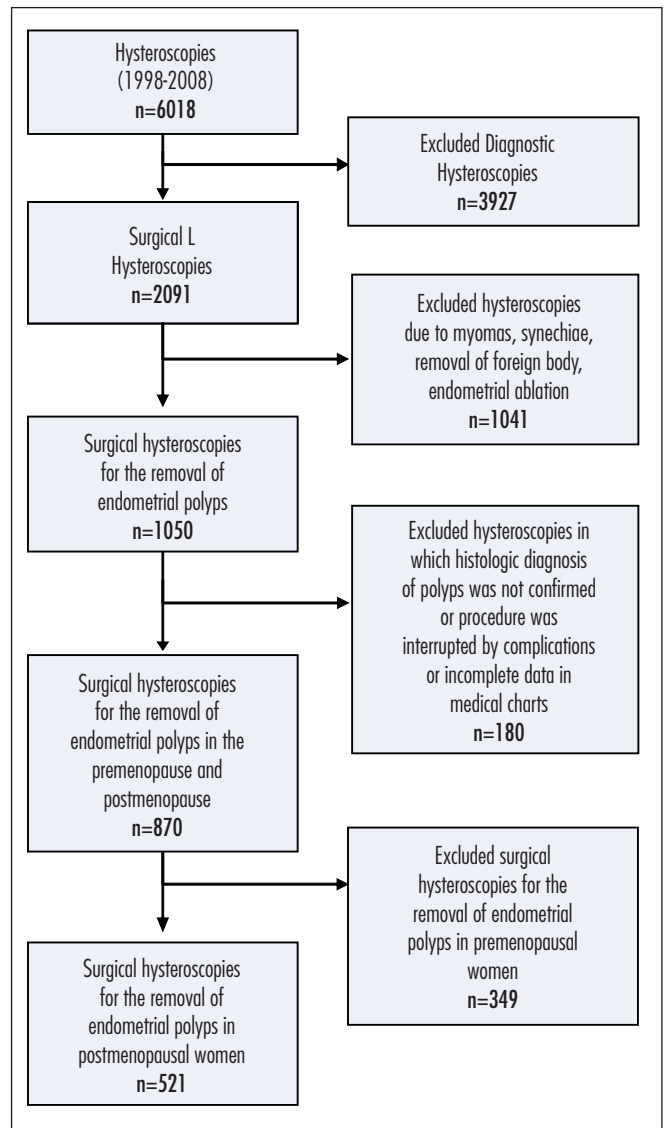 Hysteroscopies
(1998-2008)
n=6018
Excluded Diagnostic
Hysteroscopies
n=3927
Surgical L
Hysteroscopies
n=2091
Excluded hysteroscopies
due to myomas, synechiae,
removal of foreign body,
endometrial ablation
n=1041
Surgical hysteroscopies
for the removal of
endometrial polyps
n=1050
Excluded hysteroscopies in
which histologic diagnosis
of polyps was not confirmed
or procedure was
interrupted by complications
or incomplete data in
medical charts
n=180
Surgical hysteroscopies
for the removal of
endometrial polyps in the
premenopause and
postmenopause
n=870
Excluded surgical
hysteroscopies for the
removal of endometrial
polyps in premenopausal
women
n=349
Surgical hysteroscopies
for the removal of
endometrial polyps in
postmenopausal women
n=521